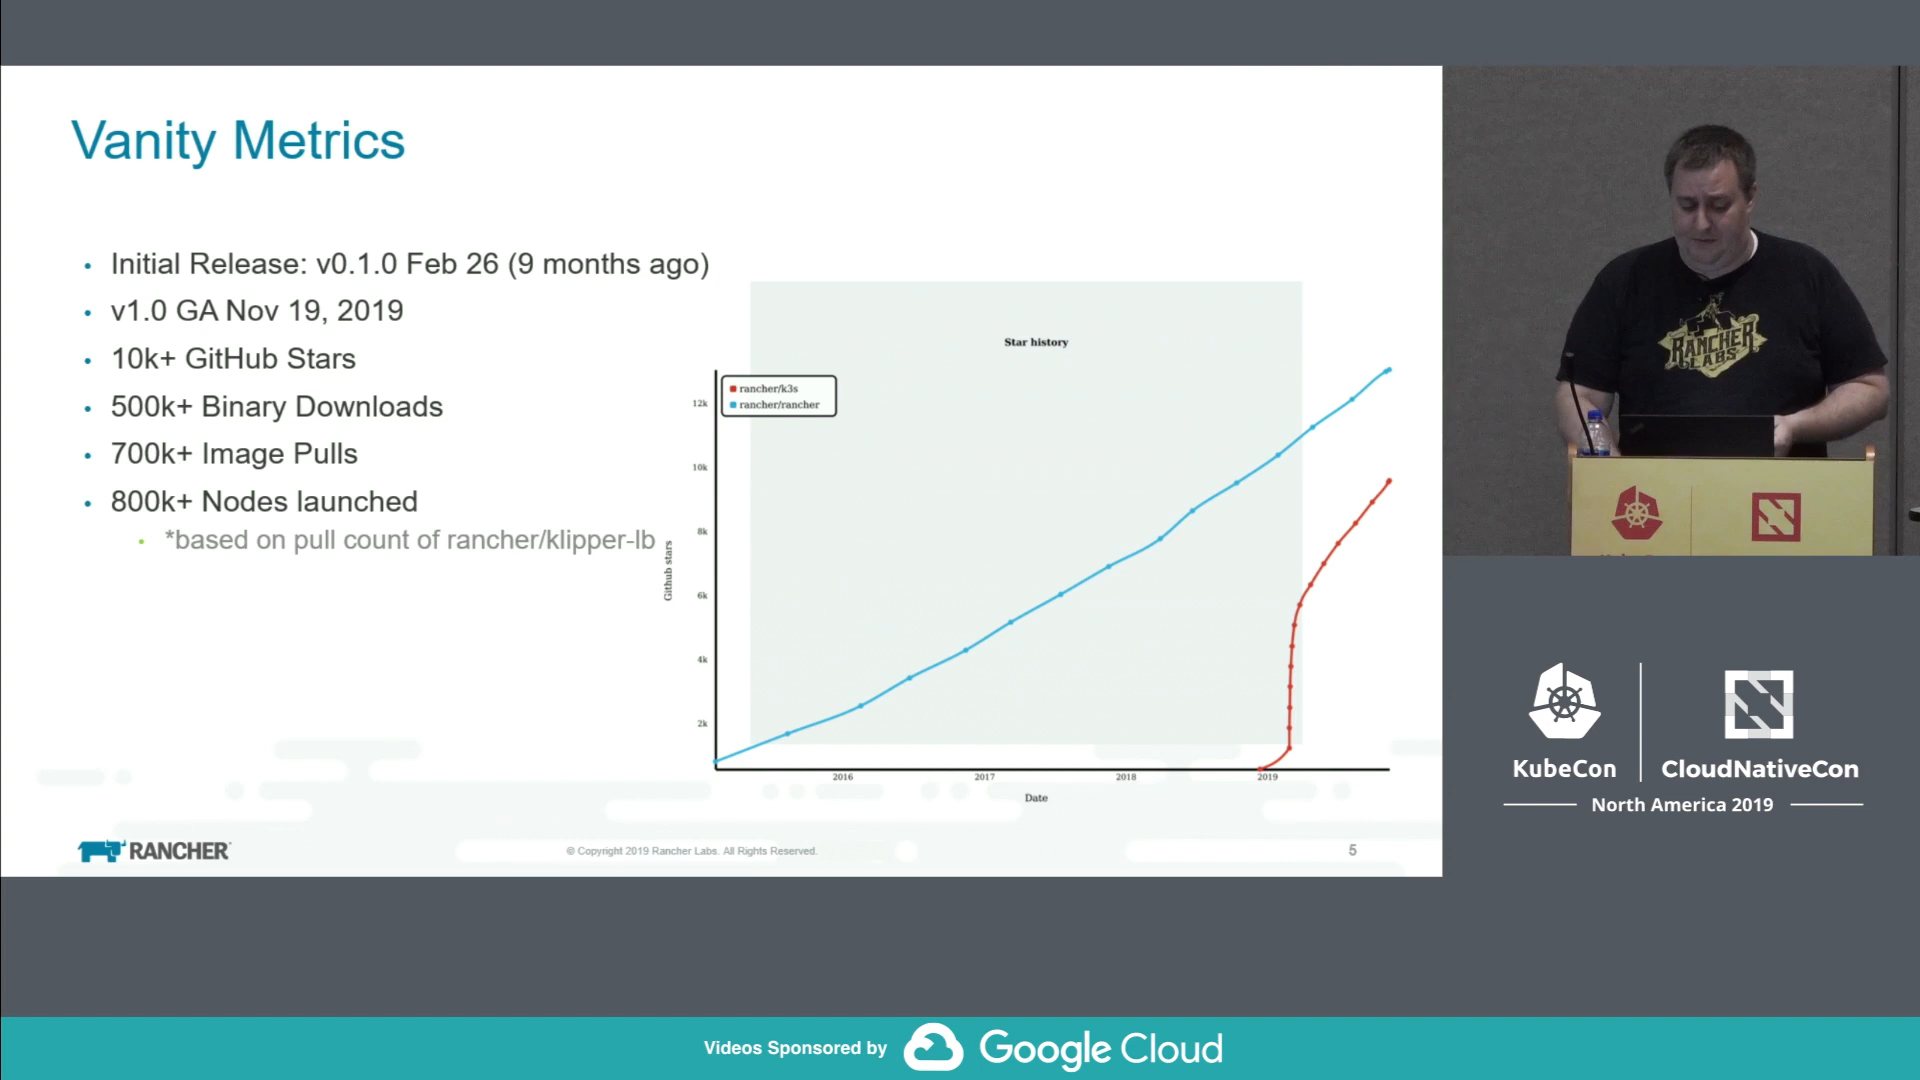 Vanity Metrics
Initial Release: v0.1.0 Feb 26 (9 months ago)
v1.0 GA Nov 19, 2019
10k+ GitHub Stars
500k+ Binary Downloads
700k+ Image Pulls
800k+ Nodes launched
*based on pull count of rancher/klipper-lb
Star history
rancher/k3s
rancher/rancher
12k
10k
8k
6k
4k
2k
Github stars
2016 2017 2018 2019
Date
RANCHER
© Copyright 2019 Rancher Labs. All Rights Reserved.
5
RANCHER
LABS
KubeCon
CloudNativeCon
North America 2019
Videos Sponsored by
Google Cloud